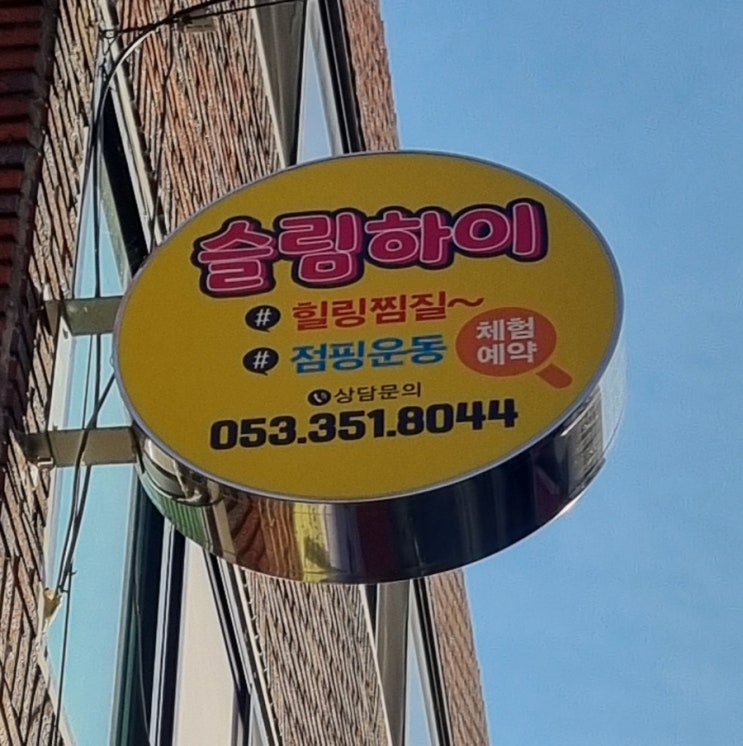 슬림하이
# 힐링찜질~
# 점핑운동
체험
예약
상담문의
053.351.8044